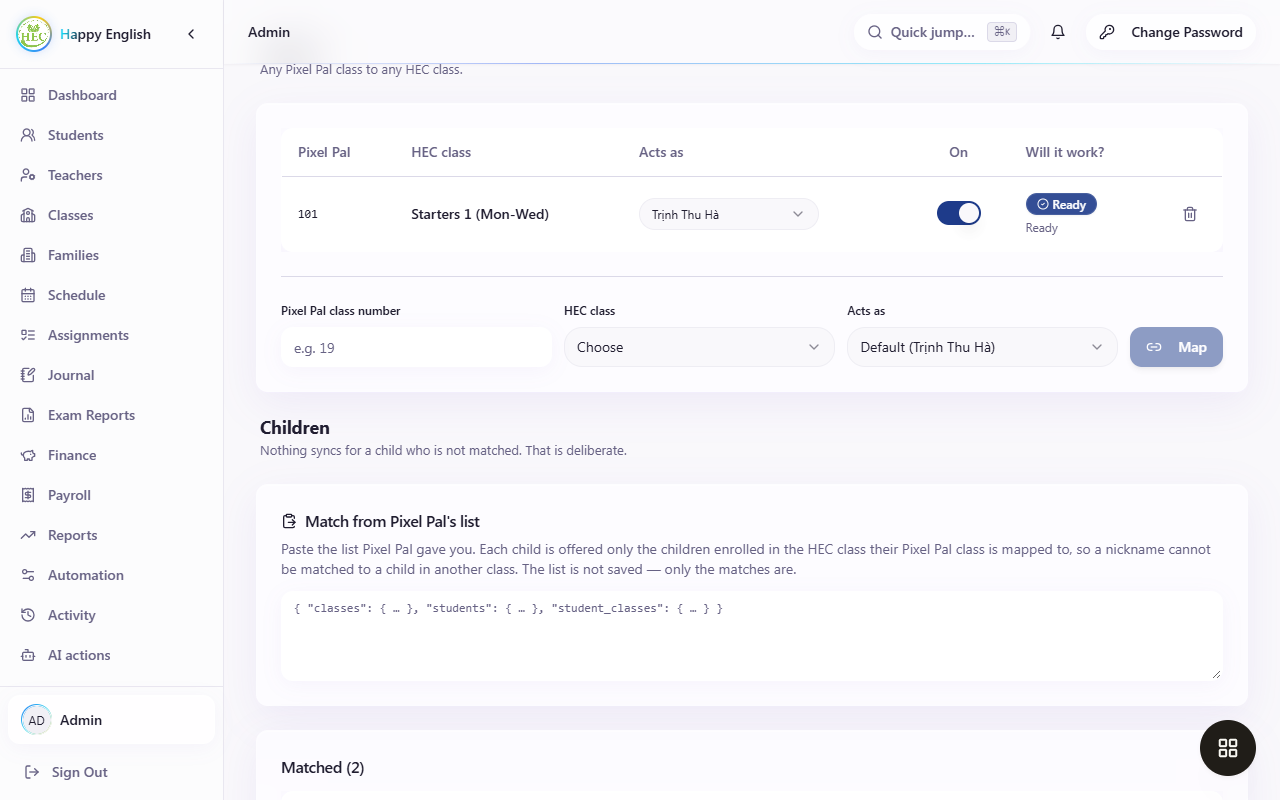 HEC
Happy English
Admin
Quick jump...
⌘K
Change Password
Dashboard
Students
Teachers
Classes
Families
Schedule
Assignments
Journal
Exam Reports
Finance
Payroll
Reports
Automation
Activity
AI actions
AD
Admin
Sign Out
Any Pixel Pal class to any HEC class.
Pixel Pal
HEC class
Acts as
On
Will it work?
101
Starters 1 (Mon-Wed)
Trịnh Thu Hà
Ready
Ready
Pixel Pal class number
HEC class
Acts as
e.g. 19
Choose
Default (Trịnh Thu Hà)
Map
Children
Nothing syncs for a child who is not matched. That is deliberate.
Match from Pixel Pal's list
Paste the list Pixel Pal gave you. Each child is offered only the children enrolled in the HEC class their Pixel Pal class is mapped to, so a nickname cannot
be matched to a child in another class. The list is not saved — only the matches are.
{ "classes": { … }, "students": { … }, "student_classes": { … } }
Matched (2)